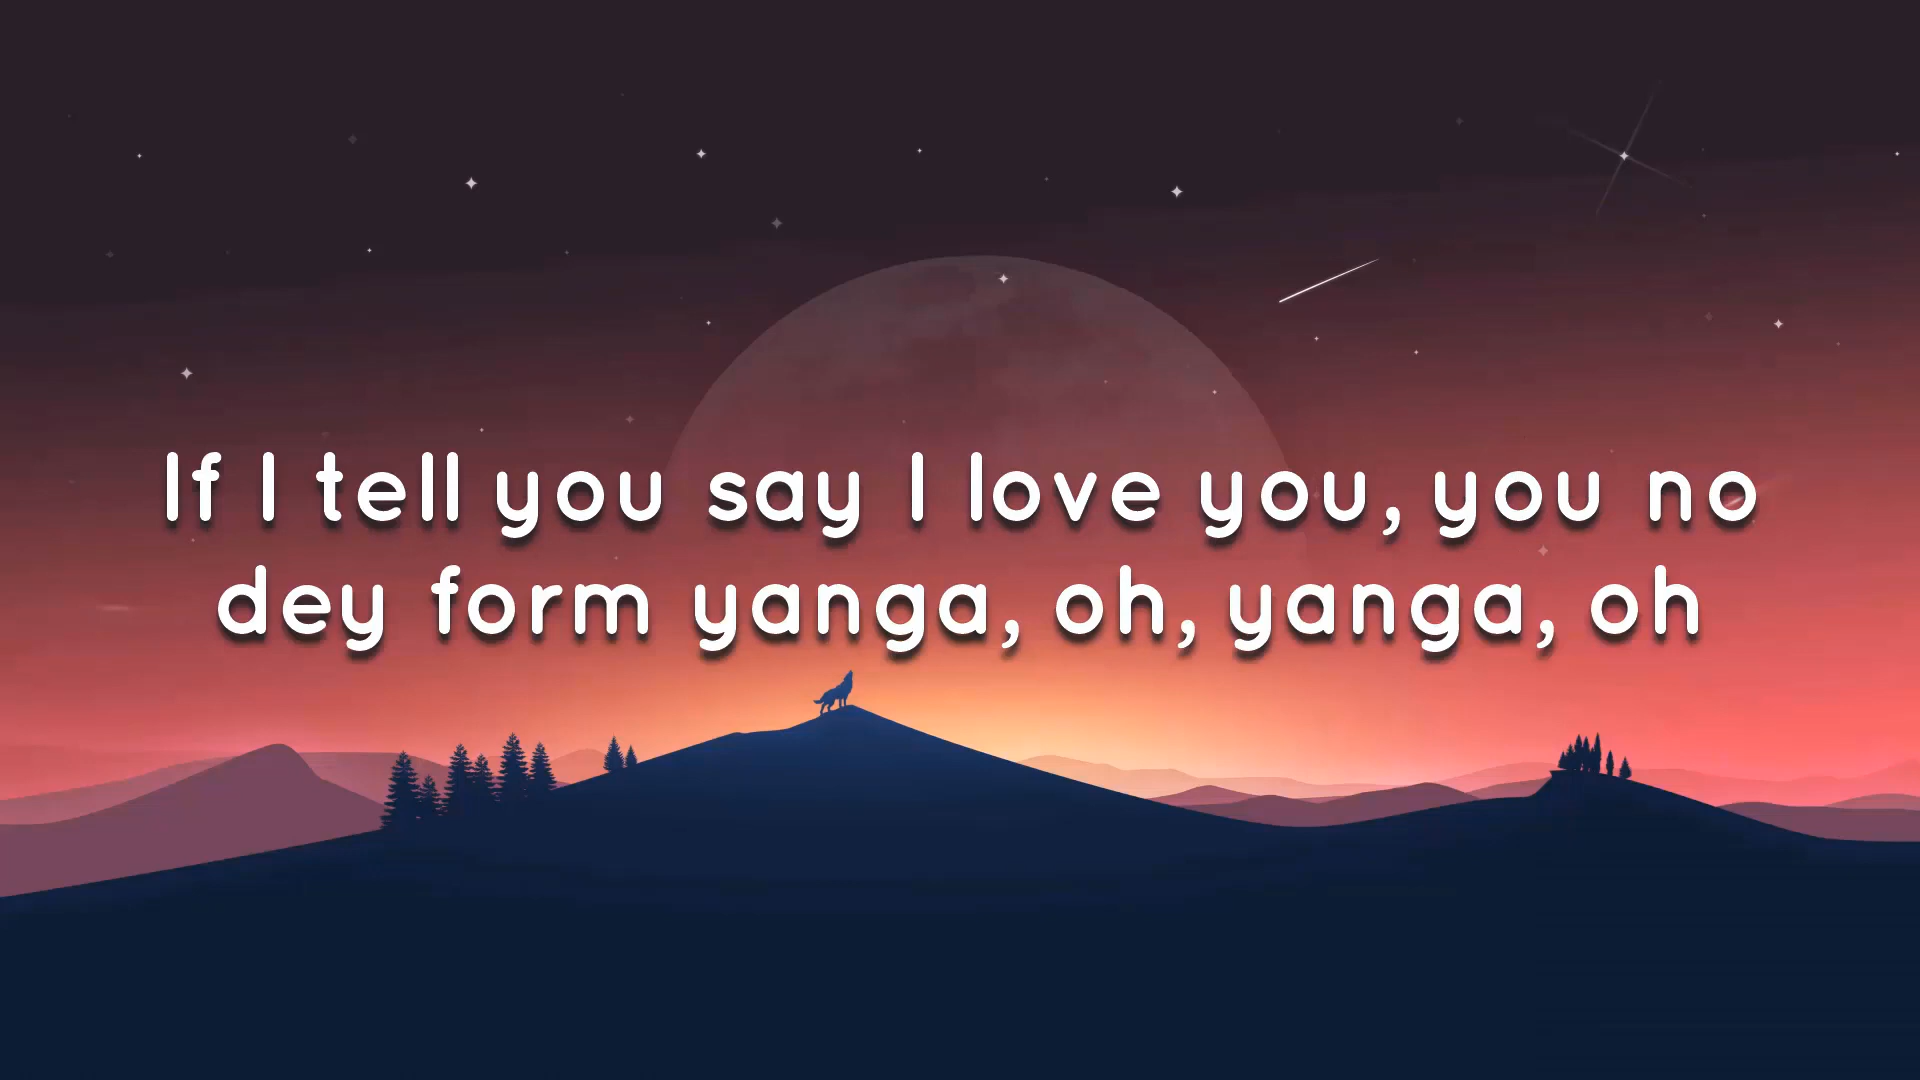 If I tell you say I love you, you no
dey form yanga, oh, yanga, oh